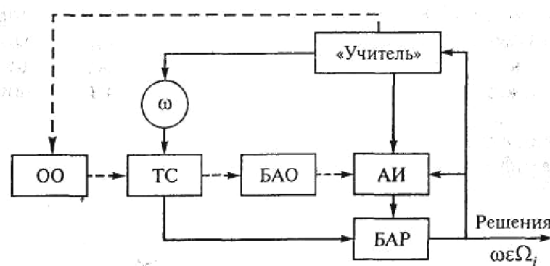 «Учитель»
ω
ОО
ТС
БАО
АИ
БАР
Решения
ωεΩi